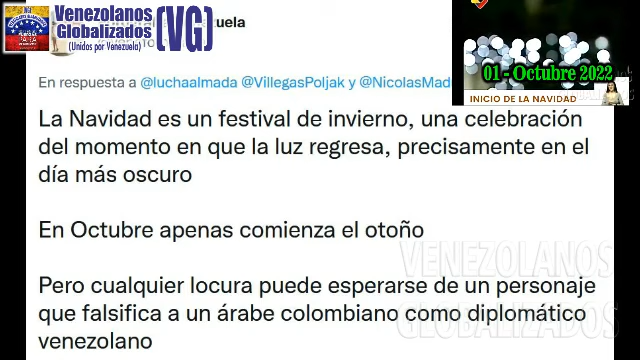 Venezolanos
Globalizados
(Unidos por Venezuela)
(VG)
01 - Octubre 2022
INICIO DE LA NAVIDAD
En respuesta a @luchaalmada @VillegasPoljak y @NicolasMad
La Navidad es un festival de invierno, una celebración
del momento en que la luz regresa, precisamente en el
día más oscuro
En Octubre apenas comienza el otoño
Pero cualquier locura puede esperarse de un personaje
que falsifica a un árabe colombiano como diplomático
venezolano
VENEZOLANOS
GLOBALIZADOS